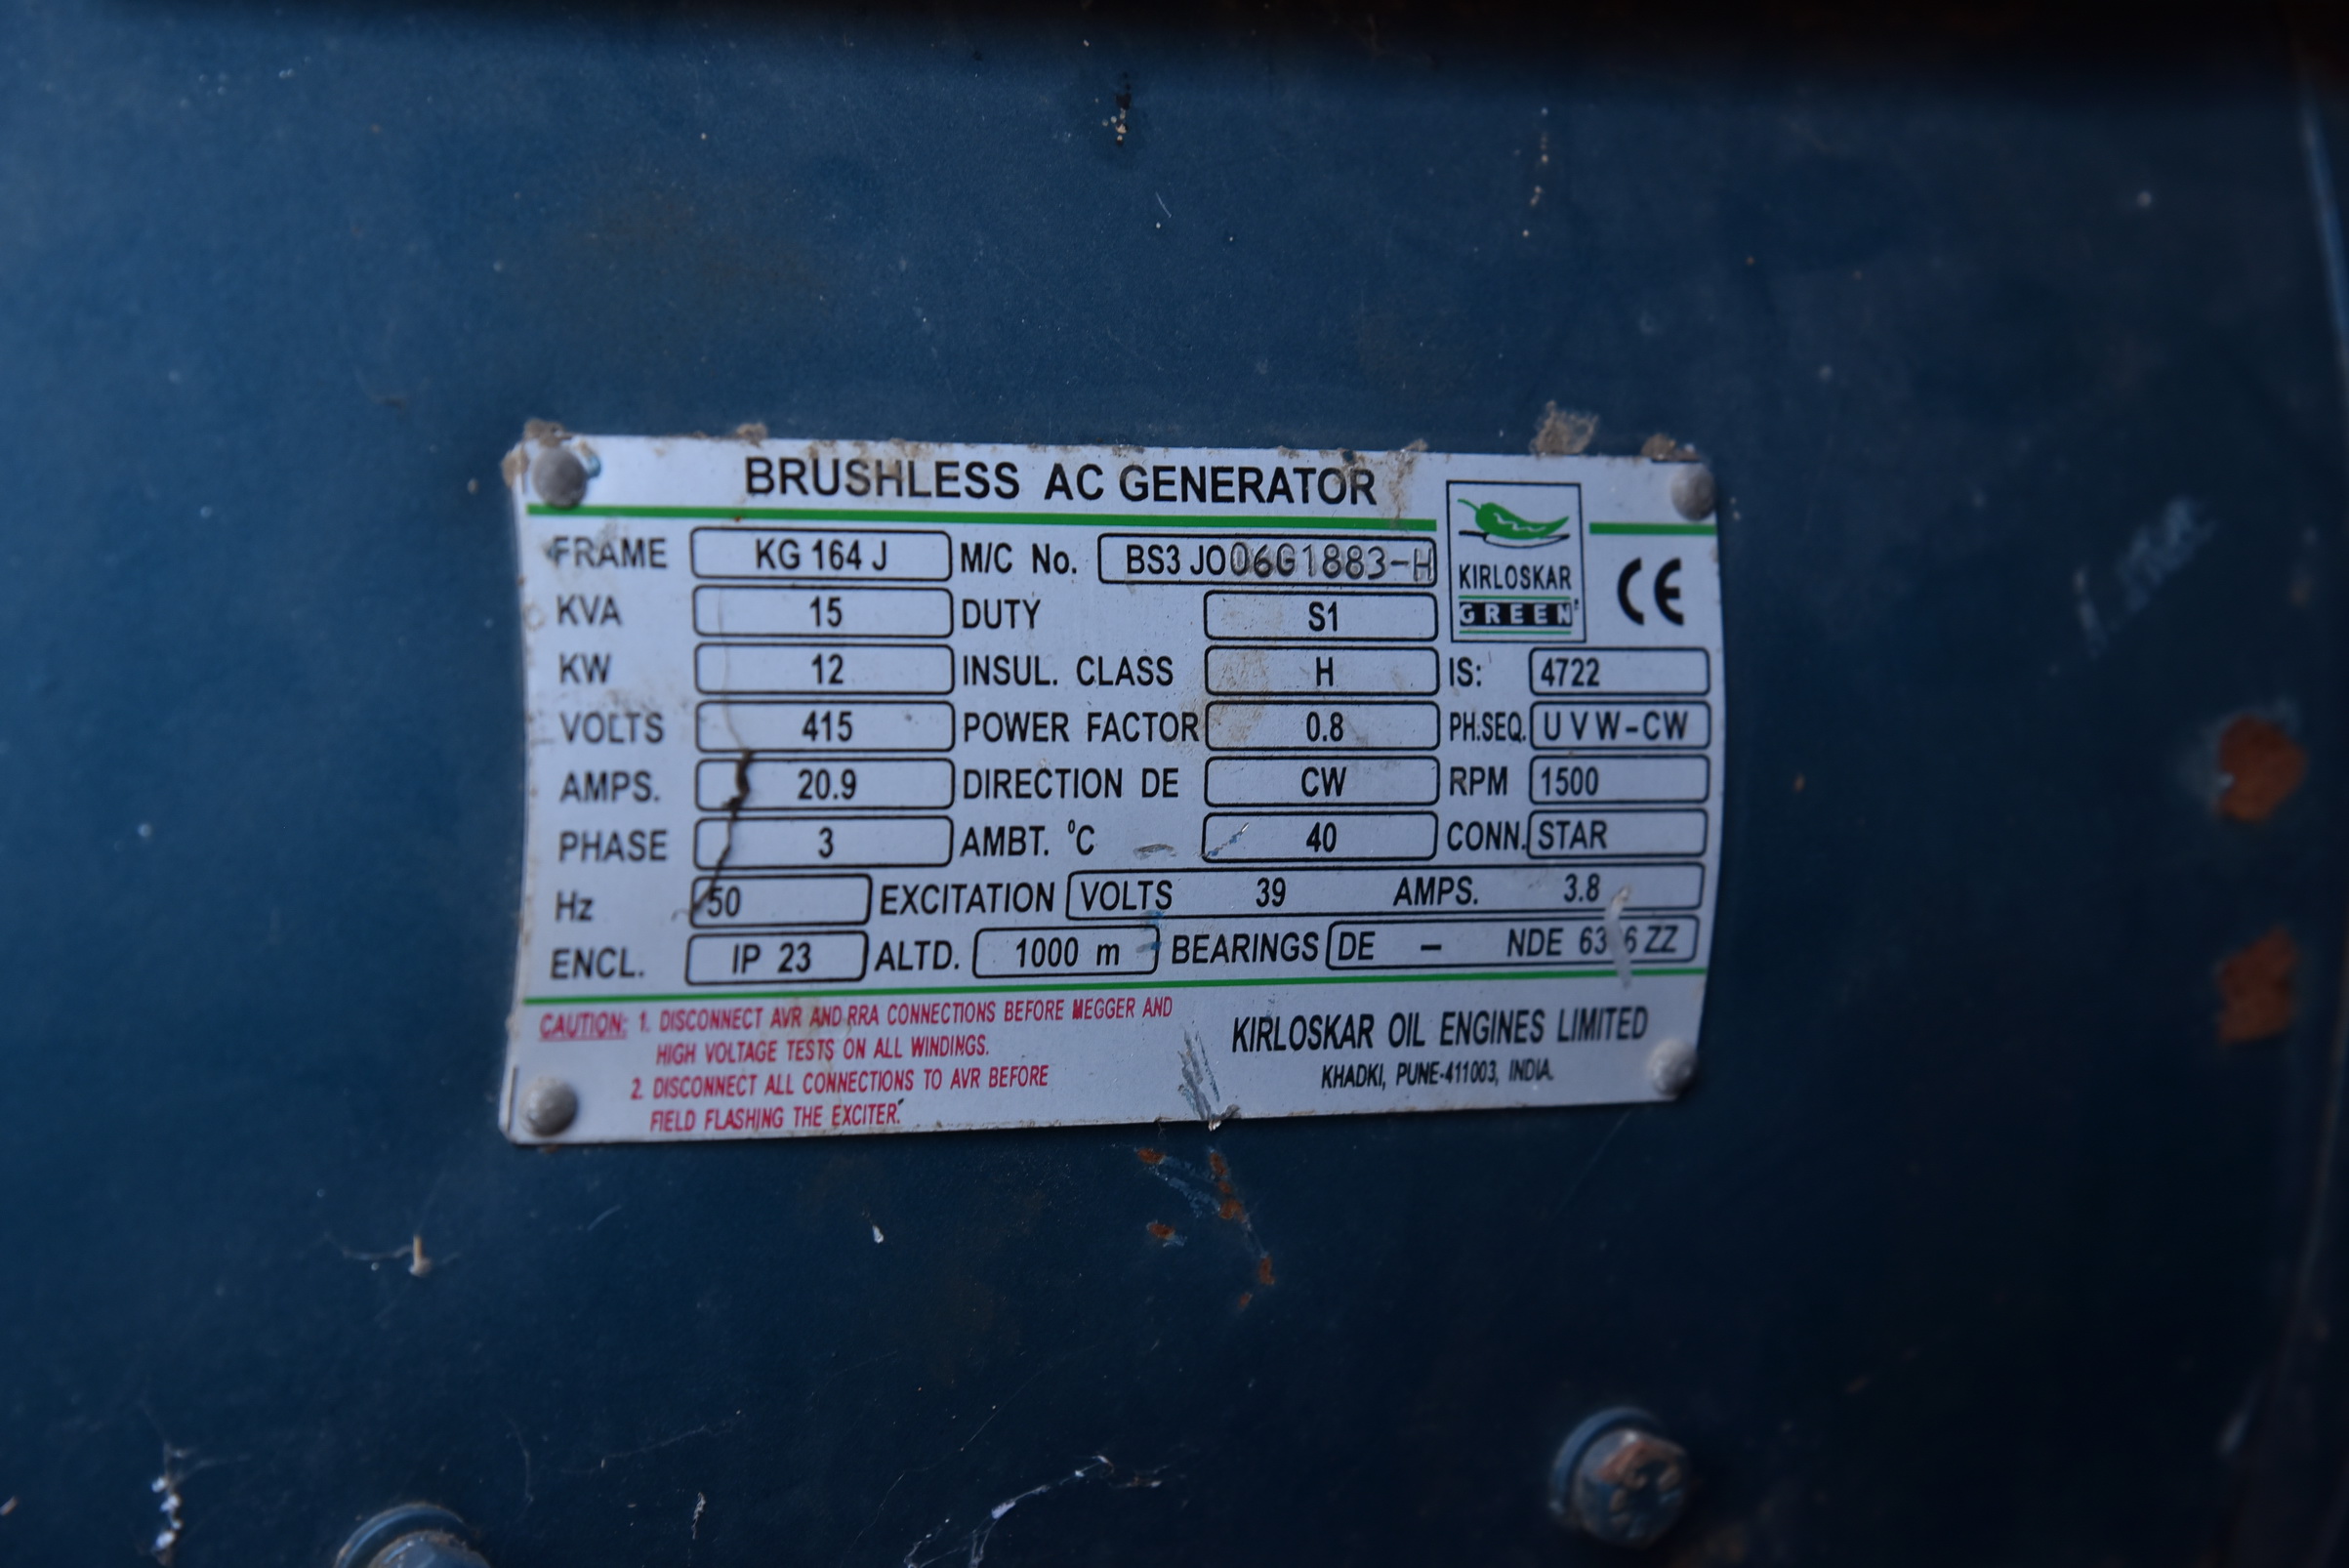 BRUSHLESS AC GENERATOR
FRAME KG 164 J M/C No. BS3 JO06G1883-H
KIRLOSKAR
GREEN
CE
KVA 15 DUTY S1
KW 12 INSUL. CLASS H IS: 4722
VOLTS 415 POWER FACTOR 0.8 PH.SEQ. U V W-CW
AMPS. 20.9 DIRECTION DE CW RPM 1500
PHASE 3 AMBT. °C 40 CONN. STAR
Hz 50 EXCITATION VOLTS 39 AMPS. 3.8
ENCL. IP 23 ALTD. 1000 m BEARINGS DE - NDE ZZ
CAUTION: 1. DISCONNECT AVR AND RRA CONNECTIONS BEFORE MEGGER AND
HIGH VOLTAGE TESTS ON ALL WINDINGS.
2. DISCONNECT ALL CONNECTIONS TO AVR BEFORE
FIELD FLASHING THE EXCITER.
KIRLOSKAR OIL ENGINES LIMITED
KHADKI, PUNE-411003, INDIA.